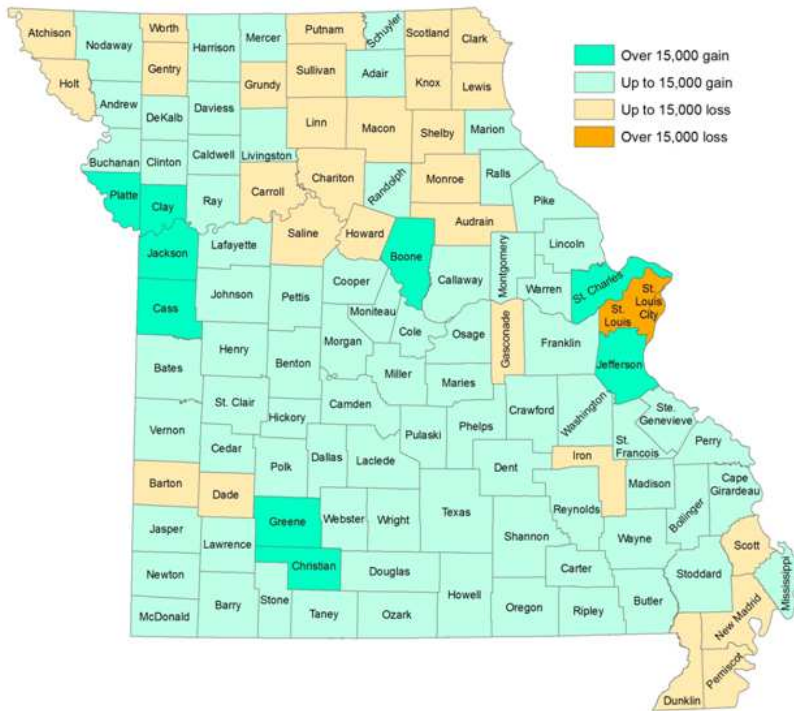 Atchison
Nodaway
Worth
Harrison
Mercer
Putnam
Schuyler
Scotland
Clark
Over 15,000 gain
Up to 15,000 gain
Up to 15,000 loss
Over 15,000 loss
Holt
Gentry
Grundy
Sullivan
Adair
Knox
Lewis
Andrew
DeKalb
Daviess
Linn
Macon
Shelby
Marion
Buchanan
Clinton
Caldwell
Livingston
Chariton
Randolph
Monroe
Ralls
Pike
Platte
Clay
Ray
Carroll
Audrain
Saline
Howard
Boone
Callaway
Montgomery
Lincoln
Warren
St. Charles
Jackson
Lafayette
Cooper
St.
Louis
City
St.
Louis
Cass
Johnson
Pettis
Moniteau
Cole
Osage
Gasconade
Franklin
Jefferson
Bates
Henry
Benton
Morgan
Miller
Maries
St. Clair
Hickory
Camden
Pulaski
Phelps
Crawford
Washington
Ste.
Genevieve
St.
Francois
Perry
Vernon
Cedar
Polk
Dallas
Laclede
Dent
Iron
Madison
Bollinger
Cape
Girardeau
Barton
Dade
Greene
Webster
Wright
Texas
Shannon
Reynolds
Wayne
Scott
Mississippi
Jasper
Lawrence
Christian
Douglas
Carter
Stoddard
Newton
Stone
Howell
Oregon
Ripley
Butler
New Madrid
McDonald
Barry
Taney
Ozark
Dunklin
Pemiscot